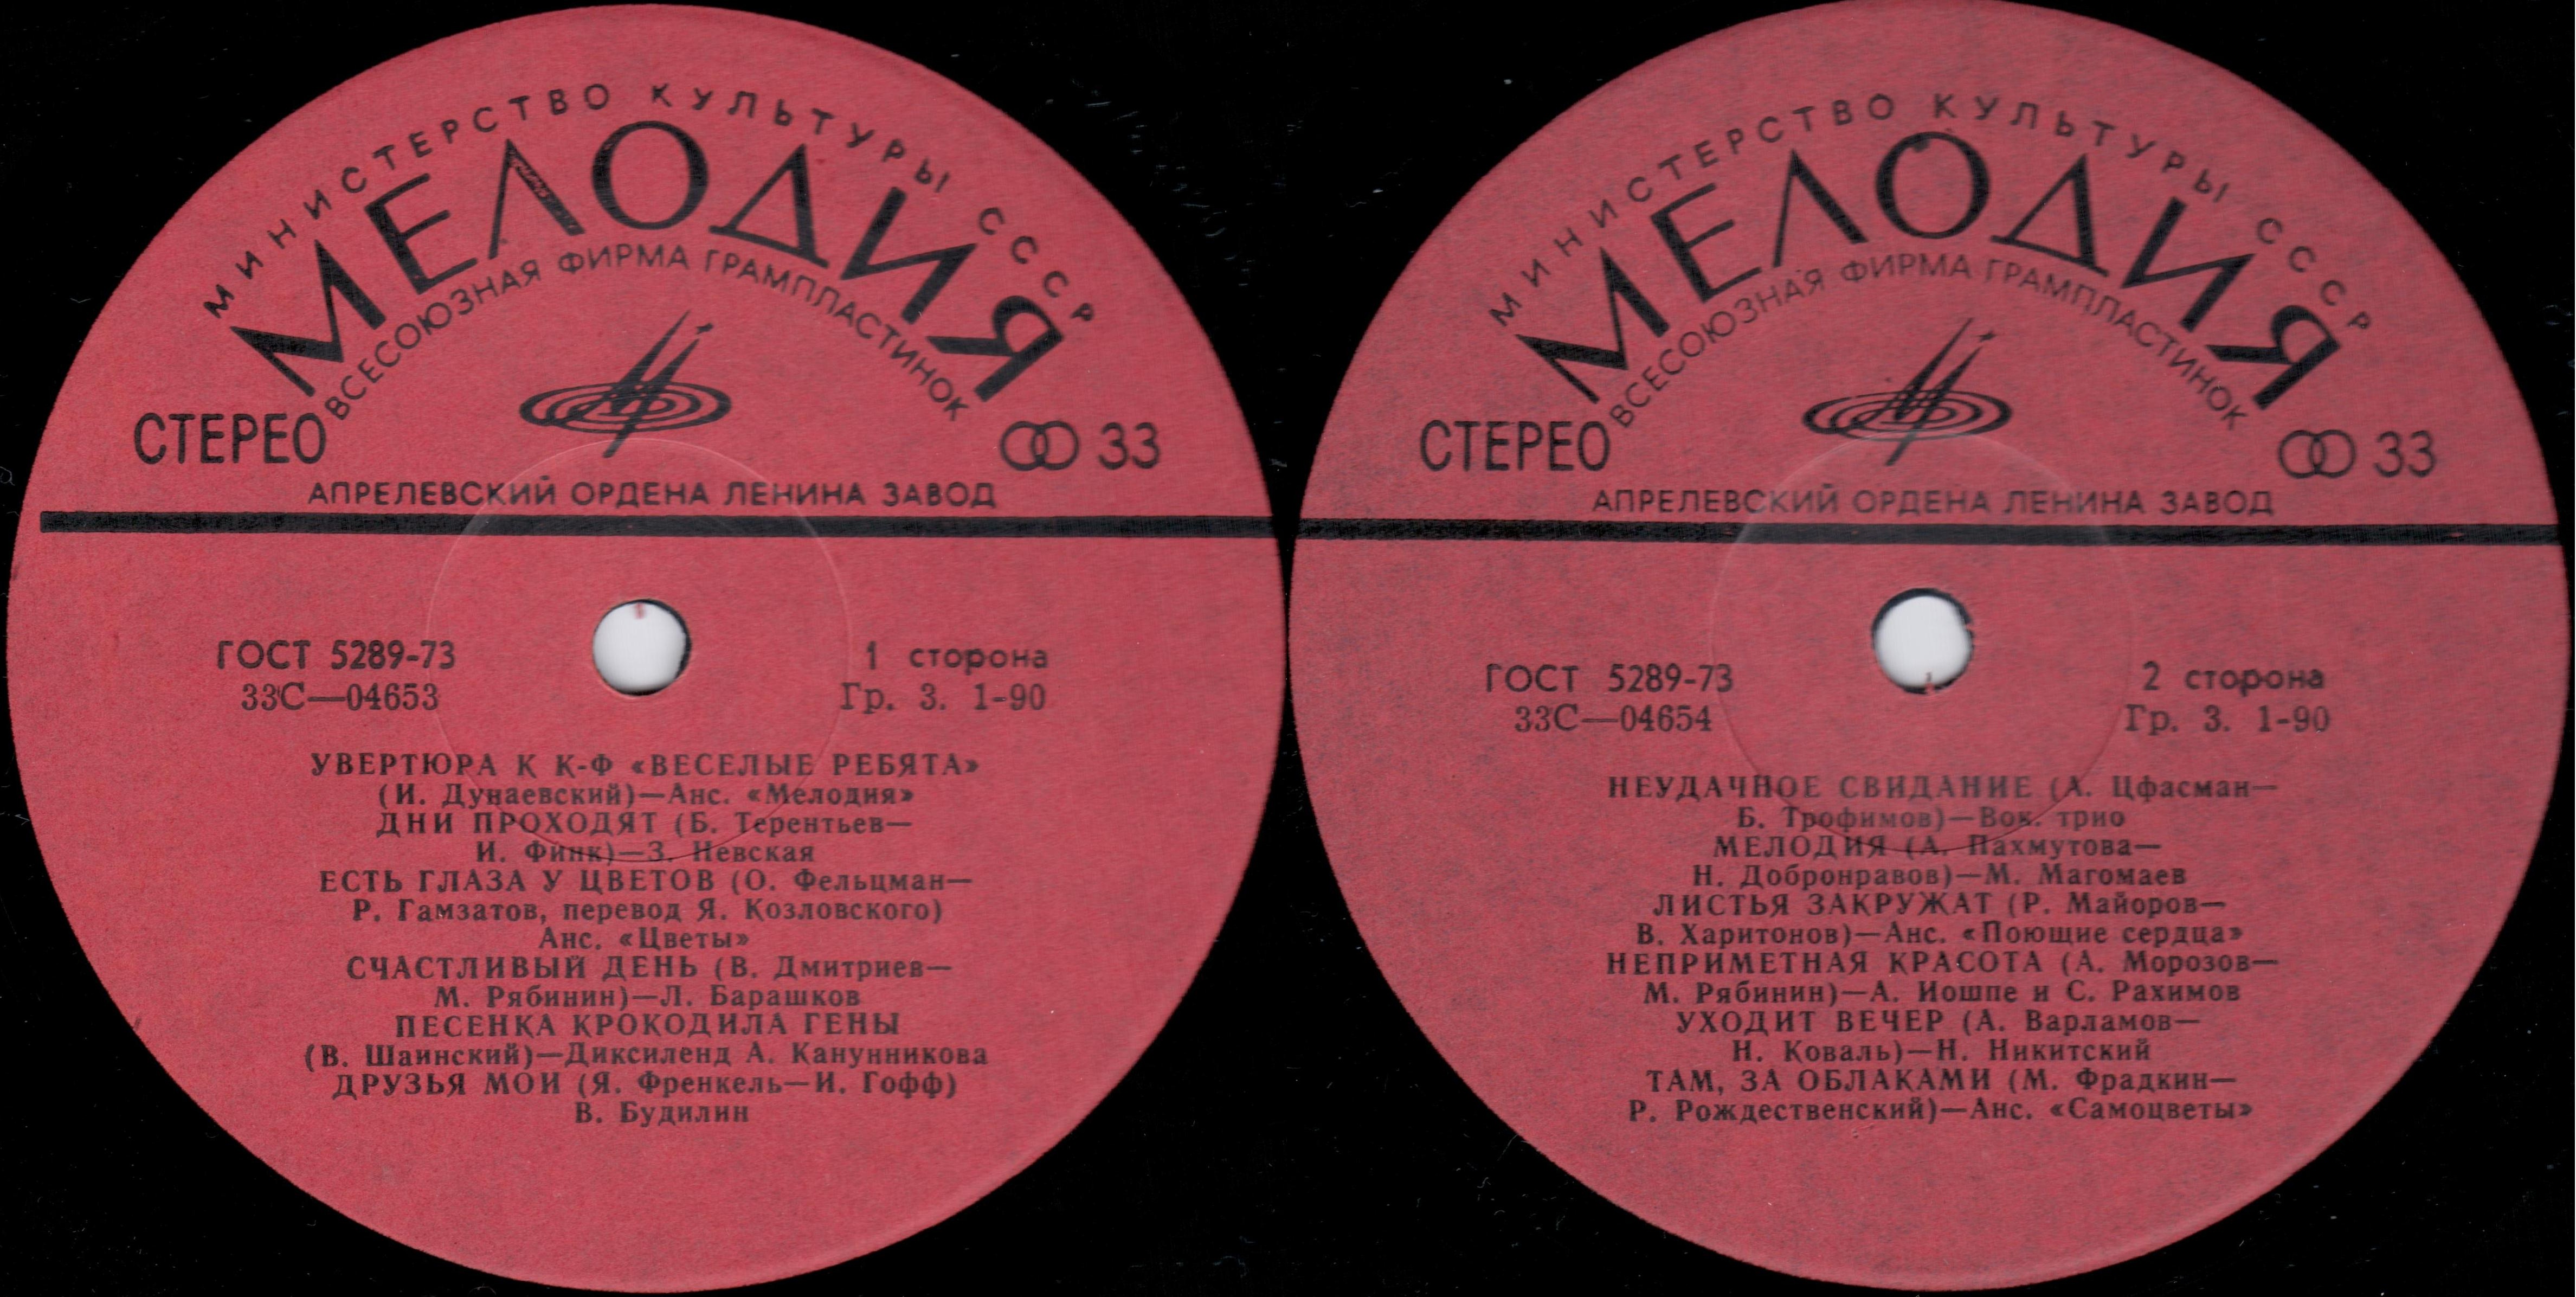 МИНИСТЕРСТВО КУЛЬТУРЫ СССР
МЕЛОДИЯ
ВСЕСОЮЗНАЯ ФИРМА ГРАМПЛАСТИНОК
СТЕРЕО
33
АПРЕЛЕВСКИЙ ОРДЕНА ЛЕНИНА ЗАВОД
ГОСТ 5289-73
33С—04653
1 сторона
Гр. 3. 1-90
УВЕРТЮРА К К-Ф «ВЕСЕЛЫЕ РЕБЯТА»
(И. Дунаевский)—Анс. «Мелодия»
ДНИ ПРОХОДЯТ (Б. Терентьев—
И. Финк)—З. Невская
ЕСТЬ ГЛАЗА У ЦВЕТОВ (О. Фельцман—
Р. Гамзатов, перевод Я. Козловского)
Анс. «Цветы»
СЧАСТЛИВЫЙ ДЕНЬ (В. Дмитриев—
М. Рябинин)—Л. Барашков
ПЕСЕНКА КРОКОДИЛА ГЕНЫ
(В. Шаинский)—Диксиленд А. Канунникова
ДРУЗЬЯ МОИ (Я. Френкель—И. Гофф)
В. Будилин
МИНИСТЕРСТВО КУЛЬТУРЫ СССР
МЕЛОДИЯ
ВСЕСОЮЗНАЯ ФИРМА ГРАМПЛАСТИНОК
СТЕРЕО
33
АПРЕЛЕВСКИЙ ОРДЕНА ЛЕНИНА ЗАВОД
ГОСТ 5289-73
33С—04654
2 сторона
Гр. 3. 1-90
НЕУДАЧНОЕ СВИДАНИЕ (А. Цфасман—
Б. Трофимов)—Вок. трио
МЕЛОДИЯ (А. Пахмутова—
Н. Добронравов)—М. Магомаев
ЛИСТЬЯ ЗАКРУЖАТ (Р. Майоров—
В. Харитонов)—Анс. «Поющие сердца»
НЕПРИМЕТНАЯ КРАСОТА (А. Морозов—
М. Рябинин)—А. Иошпе и С. Рахимов
УХОДИТ ВЕЧЕР (А. Варламов—
Н. Коваль)—Н. Никитский
ТАМ, ЗА ОБЛАКАМИ (М. Фрадкин—
Р. Рождественский)—Анс. «Самоцветы»